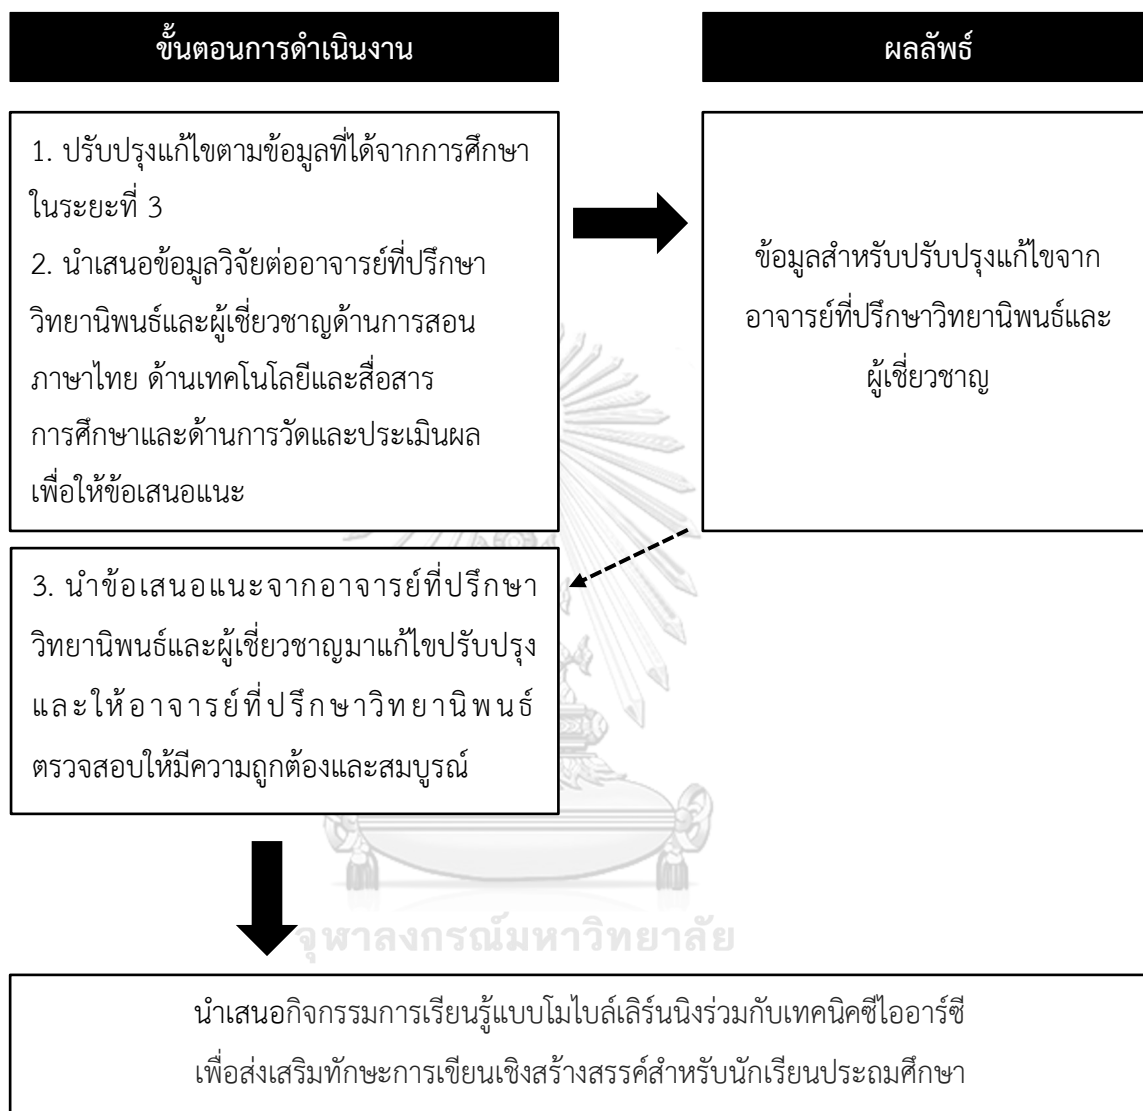 ขั้นตอนการดำเนินงาน
ผลลัพธ์
1. ปรับปรุงแก้ไขตามข้อมูลที่ได้จากการศึกษา
ในระยะที่ 3
2. นำเสนอข้อมูลวิจัยต่ออาจารย์ที่ปรึกษา
วิทยานิพนธ์และผู้เชี่ยวชาญด้านการสอน
ภาษาไทย ด้านเทคโนโลยีและสื่อสาร
การศึกษาและด้านการวัดและประเมินผล
เพื่อให้ข้อเสนอแนะ
ข้อมูลสำหรับปรับปรุงแก้ไขจาก
อาจารย์ที่ปรึกษาวิทยานิพนธ์และ
ผู้เชี่ยวชาญ
3. นำข้อเสนอแนะจากอาจารย์ที่ปรึกษา
วิทยานิพนธ์และผู้เชี่ยวชาญมาแก้ไขปรับปรุง
และให้อาจารย์ที่ปรึกษาวิทยานิพนธ์
ตรวจสอบให้มีความถูกต้องและสมบูรณ์
จุฬาลงกรณ์มหาวิทยาลัย
นำเสนอกิจกรรมการเรียนรู้แบบโมไบล์เลิร์นนิงร่วมกับเทคนิคซีไออาร์ซี
เพื่อส่งเสริมทักษะการเขียนเชิงสร้างสรรค์สำหรับนักเรียนประถมศึกษา